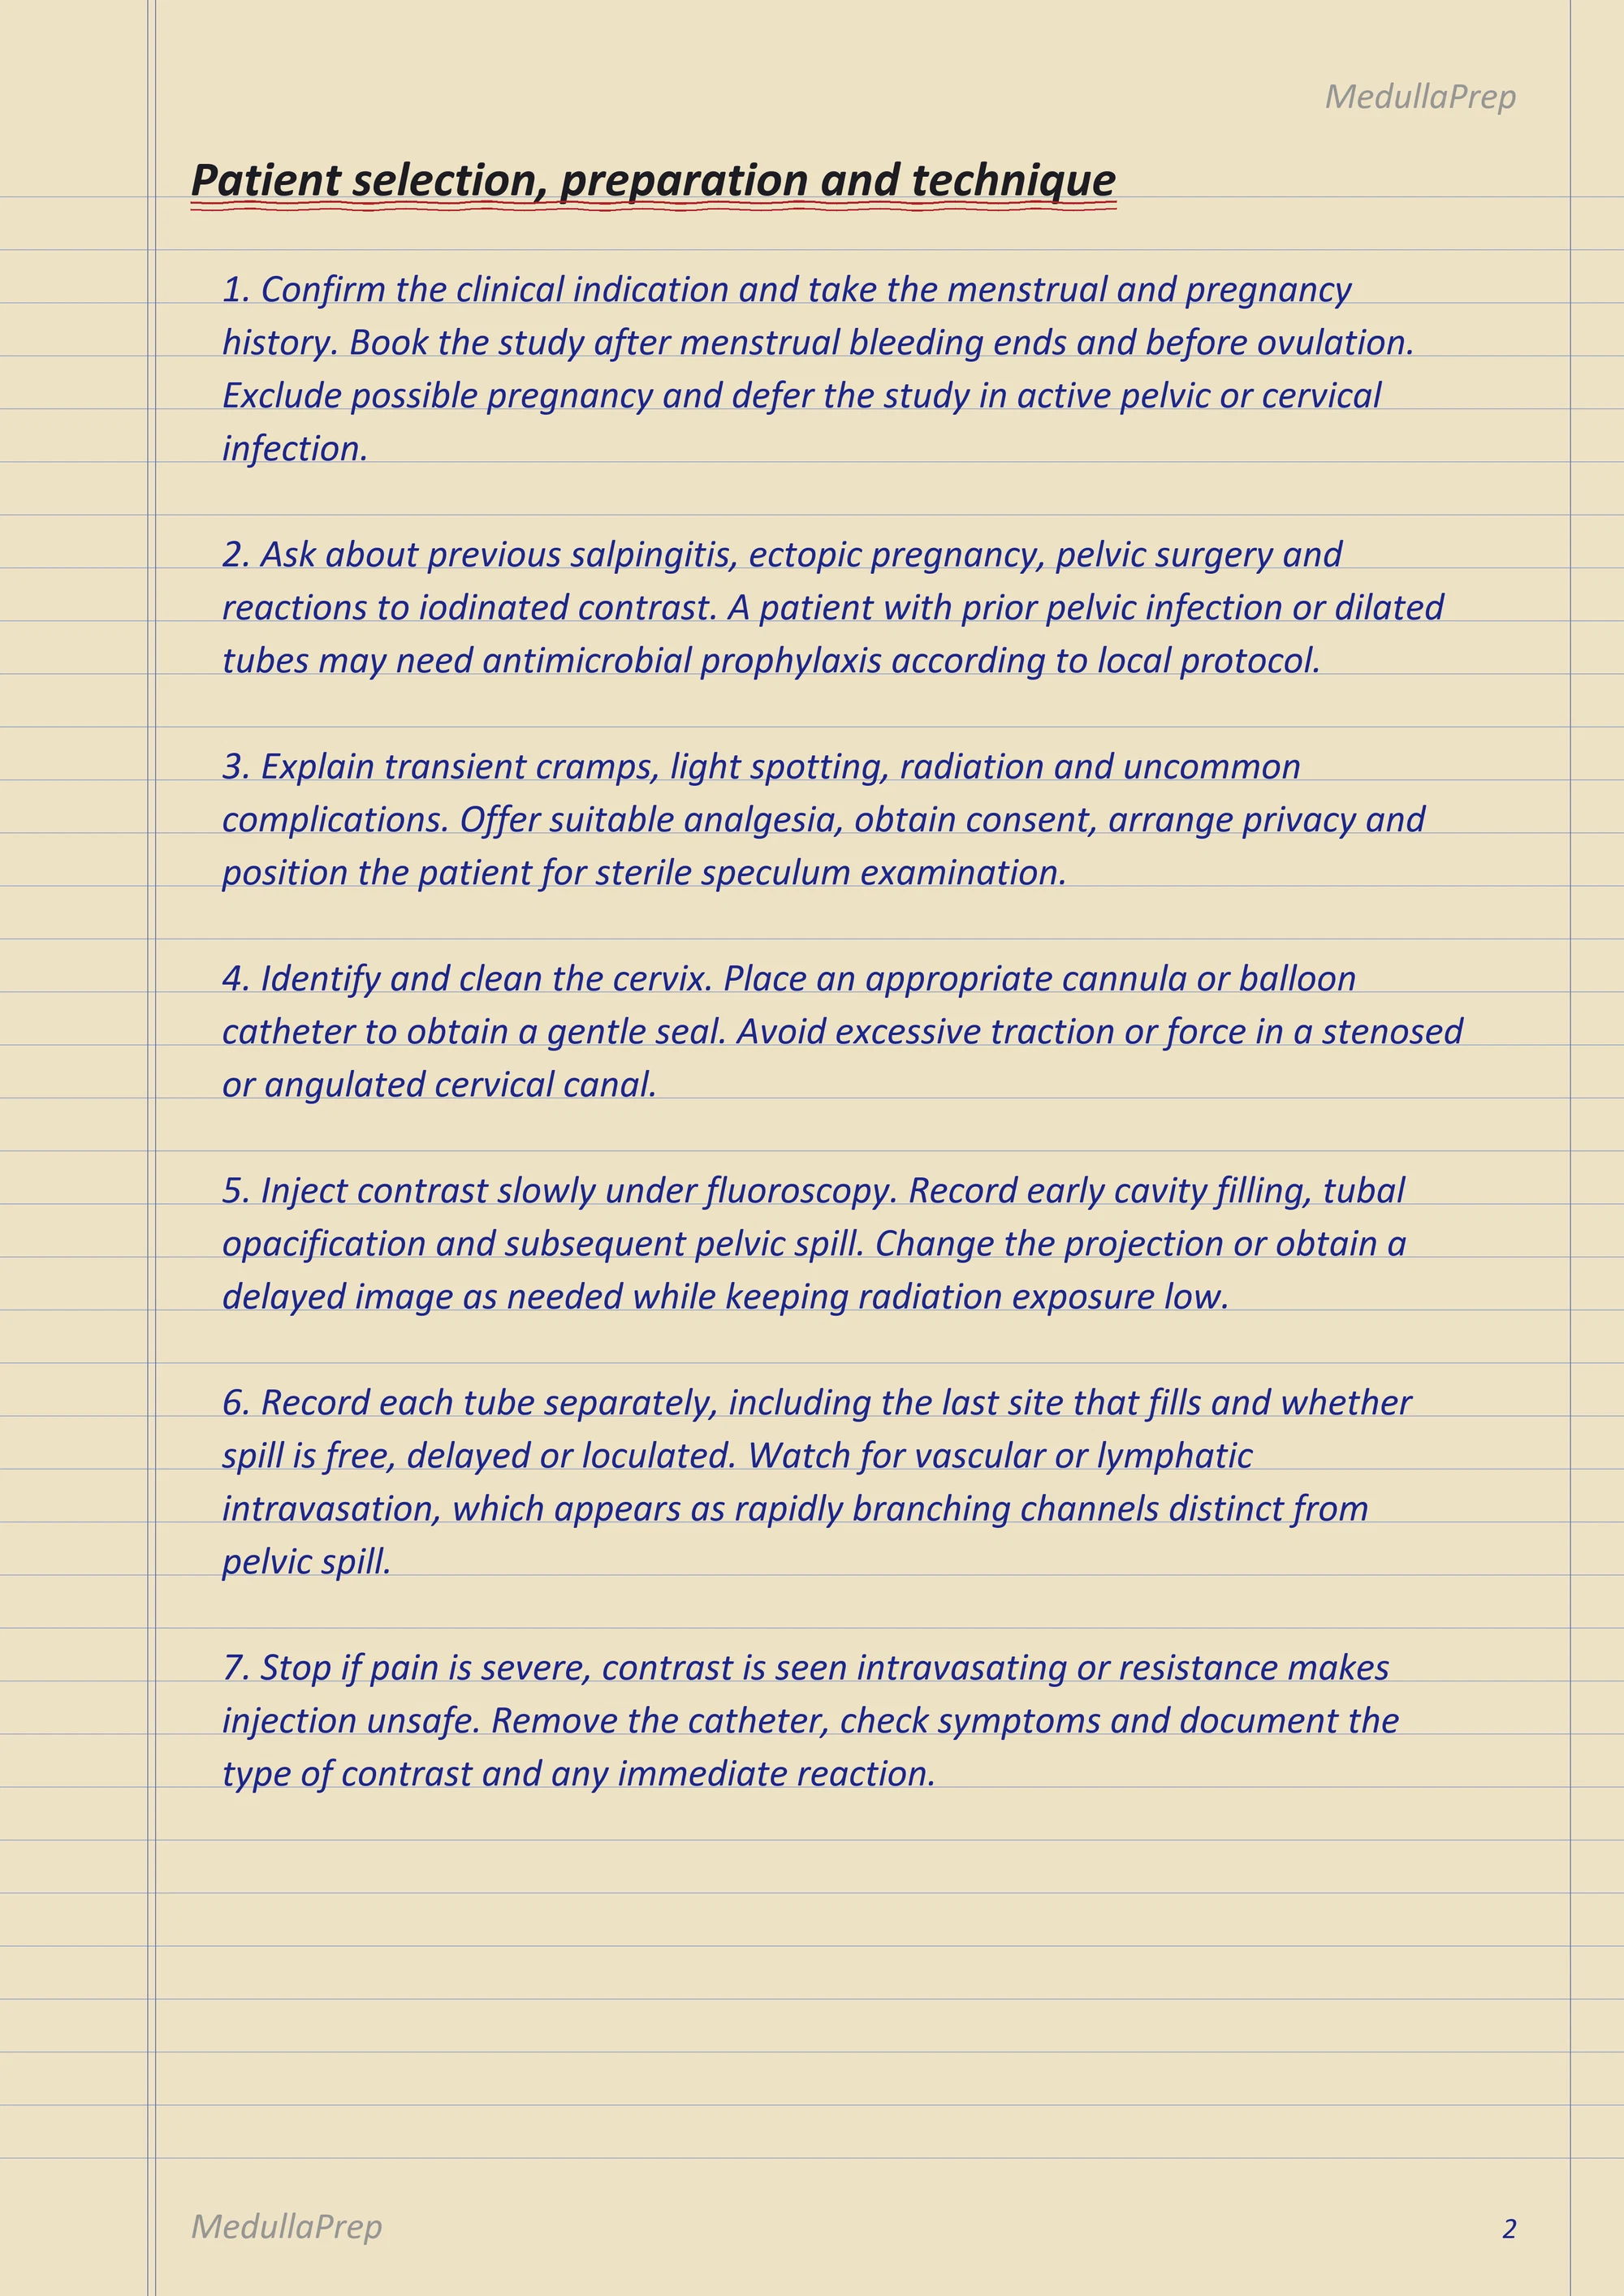 MedullaPrep
Patient selection, preparation and technique
1. Confirm the clinical indication and take the menstrual and pregnancy
history. Book the study after menstrual bleeding ends and before ovulation.
Exclude possible pregnancy and defer the study in active pelvic or cervical
infection.
2. Ask about previous salpingitis, ectopic pregnancy, pelvic surgery and
reactions to iodinated contrast. A patient with prior pelvic infection or dilated
tubes may need antimicrobial prophylaxis according to local protocol.
3. Explain transient cramps, light spotting, radiation and uncommon
complications. Offer suitable analgesia, obtain consent, arrange privacy and
position the patient for sterile speculum examination.
4. Identify and clean the cervix. Place an appropriate cannula or balloon
catheter to obtain a gentle seal. Avoid excessive traction or force in a stenosed
or angulated cervical canal.
5. Inject contrast slowly under fluoroscopy. Record early cavity filling, tubal
opacification and subsequent pelvic spill. Change the projection or obtain a
delayed image as needed while keeping radiation exposure low.
6. Record each tube separately, including the last site that fills and whether
spill is free, delayed or loculated. Watch for vascular or lymphatic
intravasation, which appears as rapidly branching channels distinct from
pelvic spill.
7. Stop if pain is severe, contrast is seen intravasating or resistance makes
injection unsafe. Remove the catheter, check symptoms and document the
type of contrast and any immediate reaction.
MedullaPrep
2